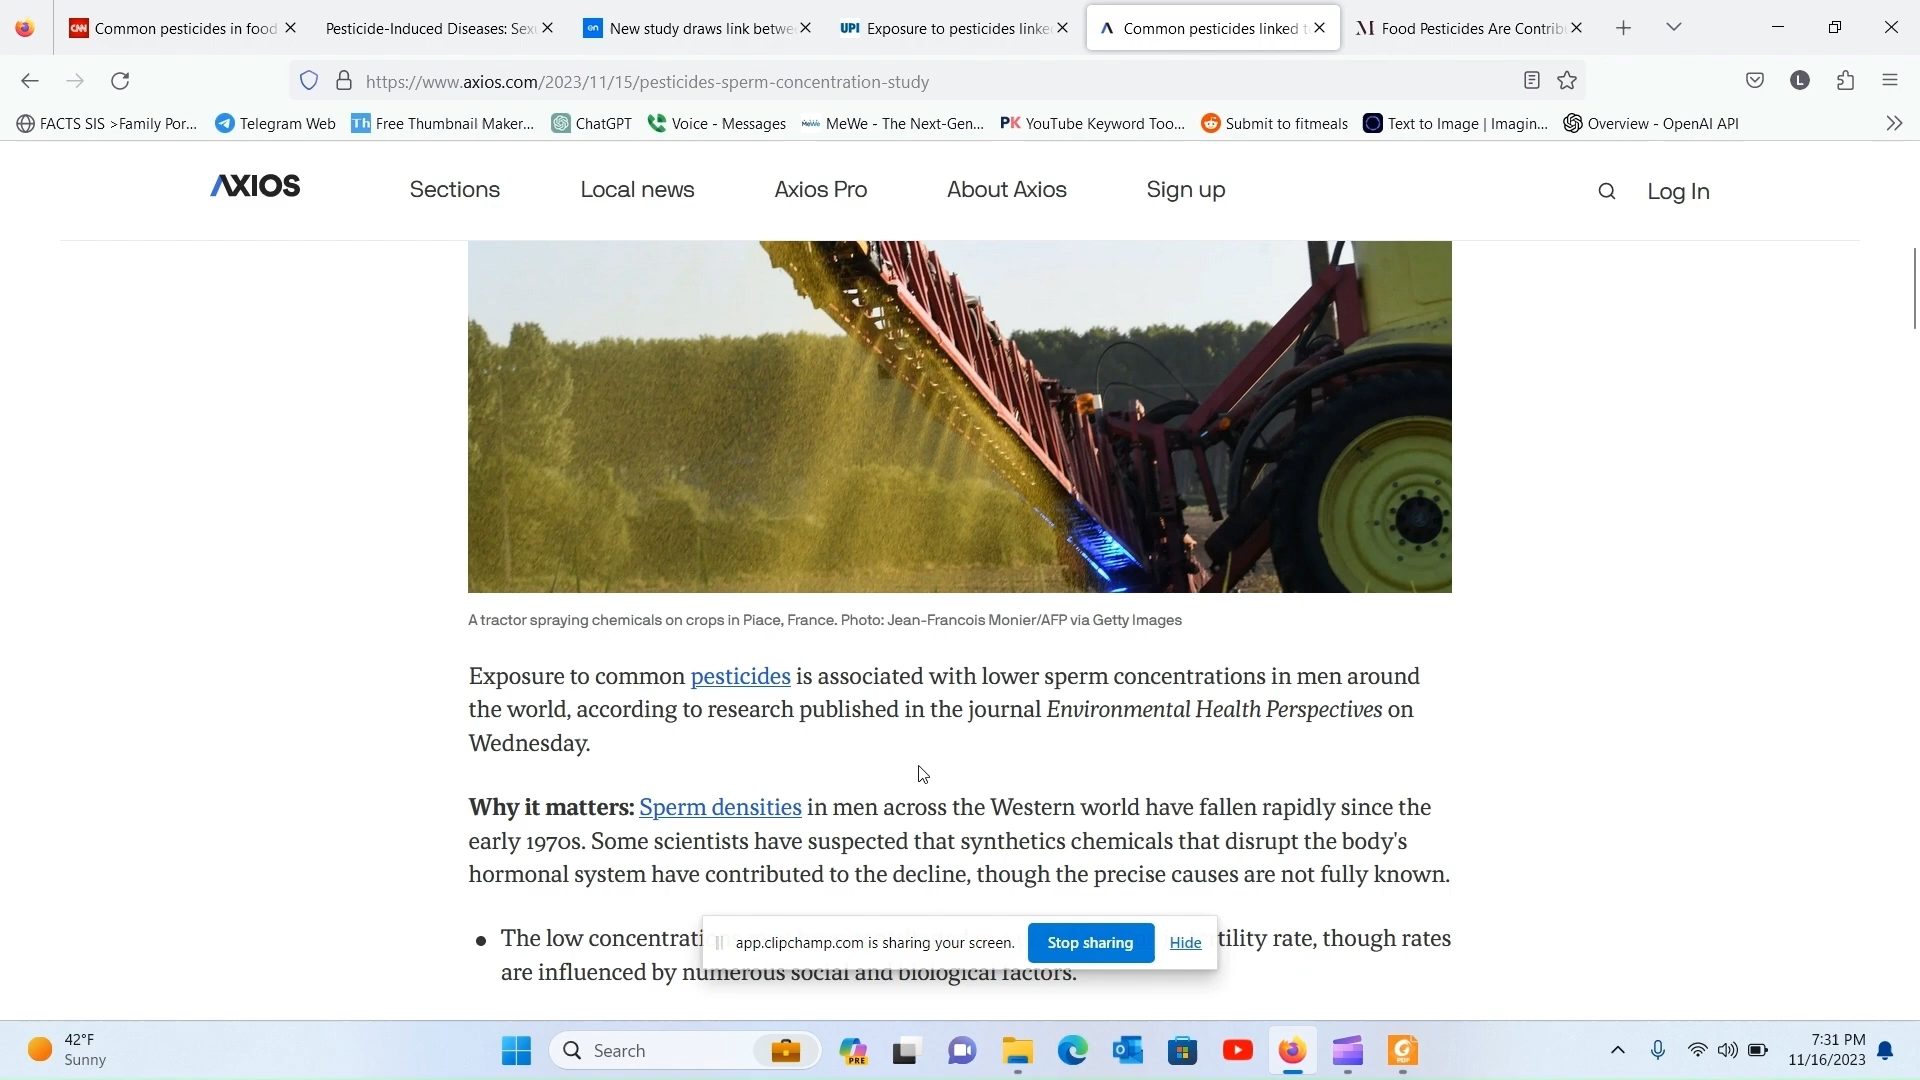 Common pesticides in food
Pesticide-Induced Diseases: Sex
New study draws link betwe
UPI Exposure to pesticides linke
Common pesticides linked t
Food Pesticides Are Contrib
https://www.axios.com/2023/11/15/pesticides-sperm-concentration-study
L
FACTS SIS >Family Por...
Telegram Web
Th Free Thumbnail Maker...
ChatGPT
Voice - Messages
MeWe - The Next-Gen...
PK YouTube Keyword Too...
Submit to fitmeals
Text to Image | Imagin...
Overview - OpenAI API
AXIOS
Sections
Local news
Axios Pro
About Axios
Sign up
Log In
A tractor spraying chemicals on crops in Piace, France. Photo: Jean-Francois Monier/AFP via Getty Images
Exposure to common pesticides is associated with lower sperm concentrations in men around
the world, according to research published in the journal Environmental Health Perspectives on
Wednesday.
Why it matters: Sperm densities in men across the Western world have fallen rapidly since the
early 1970s. Some scientists have suspected that synthetics chemicals that disrupt the body's
hormonal system have contributed to the decline, though the precise causes are not fully known.
• The low concentrati
tility rate, though rates
app.clipchamp.com is sharing your screen.
Stop sharing
Hide
are influenced by numerous social and biological factors.
42°F
Sunny
Search
PRE
7:31 PM
11/16/2023